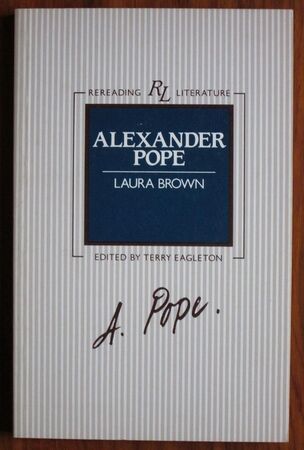 REREADING RL LITERATURE
ALEXANDER
POPE
LAURA BROWN
EDITED BY TERRY EAGLETON
A. Pope.